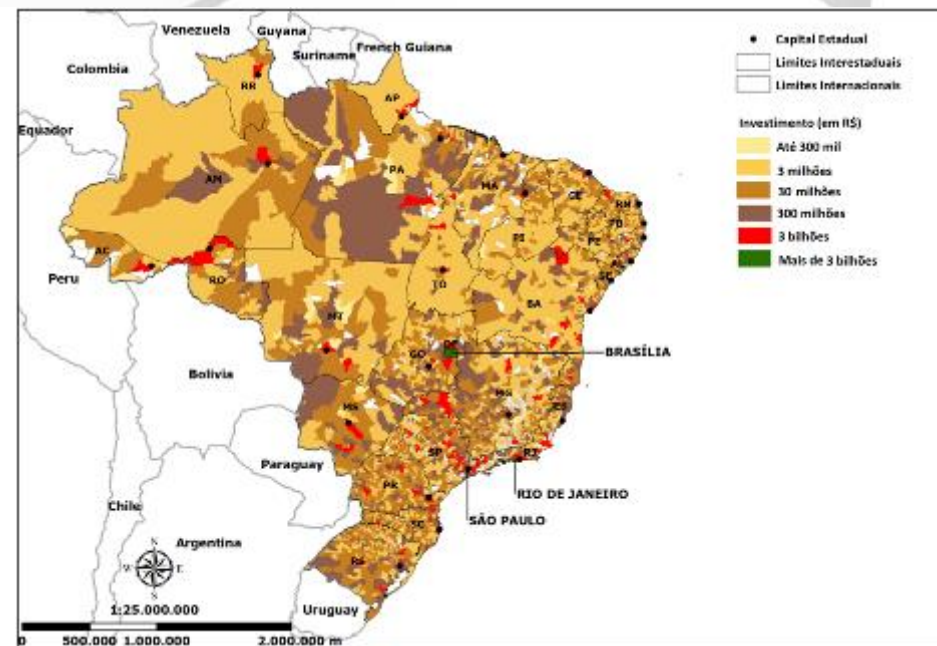 Venezuela
Guyana
Suriname
French Guiana
Colombia
Equador
RR
AP
AM
PA
MA
CE
RN
PB
PE
PI
SE
AC
Peru
RO
TO
BA
MT
GO
DF
BRASÍLIA
Bolivia
MS
MG
ES
SP
RJ
Paraguay
PR
RIO DE JANEIRO
SÃO PAULO
SC
Chile
Argentina
RS
Uruguay
N
W
E
S
1:25.000.000
0 500.000 1.000.000 2.000.000 m
Capital Estadual
Limites Interestaduais
Limites Internacionais
Investimento (em R$)
Até 300 mil
3 milhões
30 milhões
300 milhões
3 bilhões
Mais de 3 bilhões